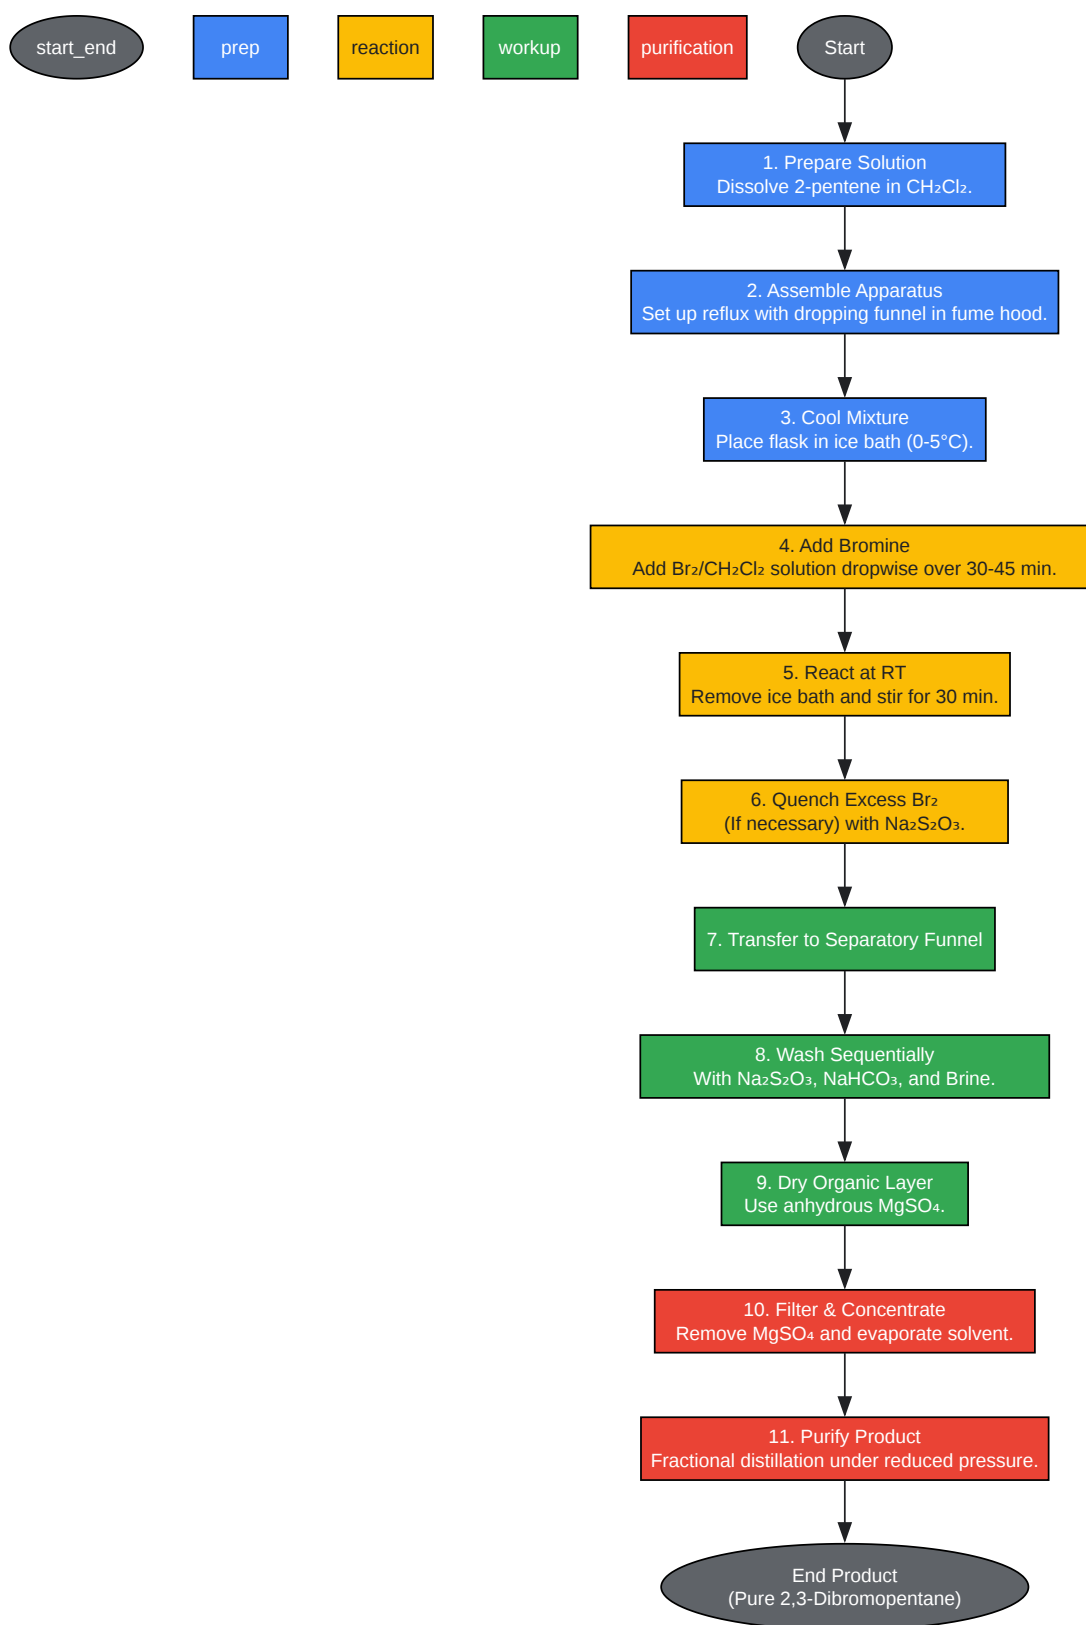 start_end
prep
reaction
workup
purification
Start
1. Prepare Solution
Dissolve 2-pentene in CH₂Cl₂.
2. Assemble Apparatus
Set up reflux with dropping funnel in fume hood.
3. Cool Mixture
Place flask in ice bath (0-5°C).
4. Add Bromine
Add Br₂/CH₂Cl₂ solution dropwise over 30-45 min.
5. React at RT
Remove ice bath and stir for 30 min.
6. Quench Excess Br₂
(If necessary) with Na₂S₂O₃.
7. Transfer to Separatory Funnel
8. Wash Sequentially
With Na₂S₂O₃, NaHCO₃, and Brine.
9. Dry Organic Layer
Use anhydrous MgSO₄.
10. Filter & Concentrate
Remove MgSO₄ and evaporate solvent.
11. Purify Product
Fractional distillation under reduced pressure.
End Product
(Pure 2,3-Dibromopentane)